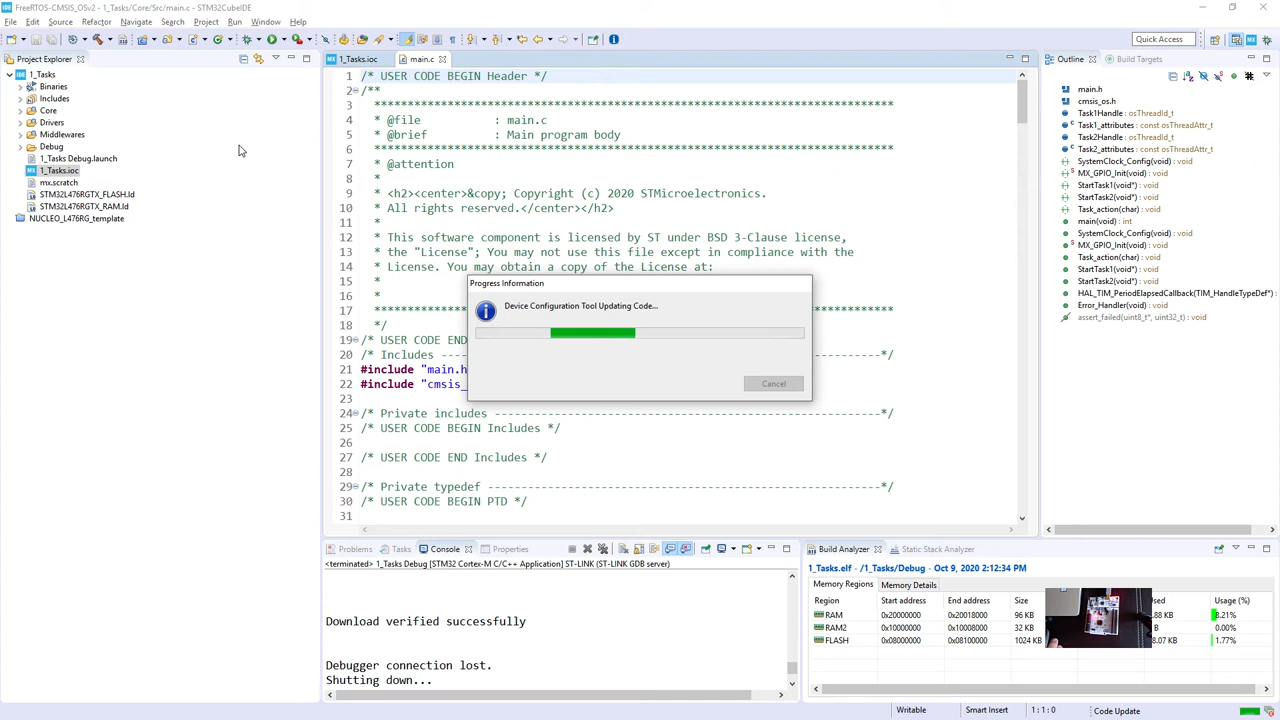 FreeRTOS-CMSIS_OSv2 - 1_Tasks/Core/Src/main.c - STM32CubeIDE
File Edit Source Refactor Navigate Search Project Run Window Help
Quick Access
Project Explorer
1_Tasks
Binaries
Includes
Core
Drivers
Middlewares
Debug
1_Tasks Debug.launch
1_Tasks.ioc
mx.scratch
STM32L476RGTX_FLASH.ld
STM32L476RGTX_RAM.ld
NUCLEO_L476RG_template
1_Tasks.ioc main.c
1 /* USER CODE BEGIN Header */
2 /**
3 ******************************************************************************
4 * @file : main.c
5 * @brief : Main program body
6 ******************************************************************************
7 * @attention
8 *
9 * <h2><center>&copy; Copyright (c) 2020 STMicroelectronics.
10 * All rights reserved.</center></h2>
11 *
12 * This software component is licensed by ST under BSD 3-Clause license,
13 * the "License"; You may not use this file except in compliance with the
14 * License. You may obtain a copy of the License at:
15 *
16 *
17 *
18 */
19 /* USER CODE END
20 /* Includes
21 #include "main.h
22 #include "cmsis_
23
24 /* Private includes ----------------------------------------------------------*/
25 /* USER CODE BEGIN Includes */
26
27 /* USER CODE END Includes */
28
29 /* Private typedef -----------------------------------------------------------*/
30 /* USER CODE BEGIN PTD */
31
Progress Information
Device Configuration Tool Updating Code...
Cancel
Outline Build Targets
main.h
cmsis_os.h
Task1Handle : osThreadId_t
Task1_attributes : const osThreadAttr_t
Task2Handle : osThreadId_t
Task2_attributes : const osThreadAttr_t
SystemClock_Config(void) : void
MX_GPIO_Init(void) : void
StartTask1(void*) : void
StartTask2(void*) : void
Task_action(char) : void
main(void) : int
SystemClock_Config(void) : void
MX_GPIO_Init(void) : void
Task_action(char) : void
StartTask1(void*) : void
StartTask2(void*) : void
HAL_TIM_PeriodElapsedCallback(TIM_HandleTypeDef*) :
Error_Handler(void) : void
assert_failed(uint8_t*, uint32_t) : void
Problems Tasks Console Properties
<terminated> 1_Tasks Debug [STM32 Cortex-M C/C++ Application] ST-LINK (ST-LINK GDB server)
Download verified successfully
Debugger connection lost.
Shutting down...
Build Analyzer Static Stack Analyzer
1_Tasks.elf - /1_Tasks/Debug - Oct 9, 2020 2:12:34 PM
Memory Regions Memory Details
Region Start address End address Size Usage (%)
RAM 0x20000000 0x20018000 96 KB .88 KB 8.21%
RAM2 0x10000000 0x10008000 32 KB B 0.00%
FLASH 0x08000000 0x08100000 1024 KB 8.07 KB 1.77%
Writable Smart Insert 1 : 1 : 0 Code Update